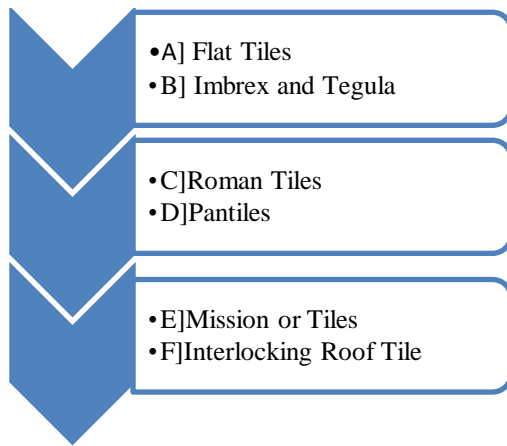 •A] Flat Tiles
•B] Imbrex and Tegula
•C]Roman Tiles
•D]Pantiles
•E]Mission or Tiles
•F]Interlocking Roof Tile